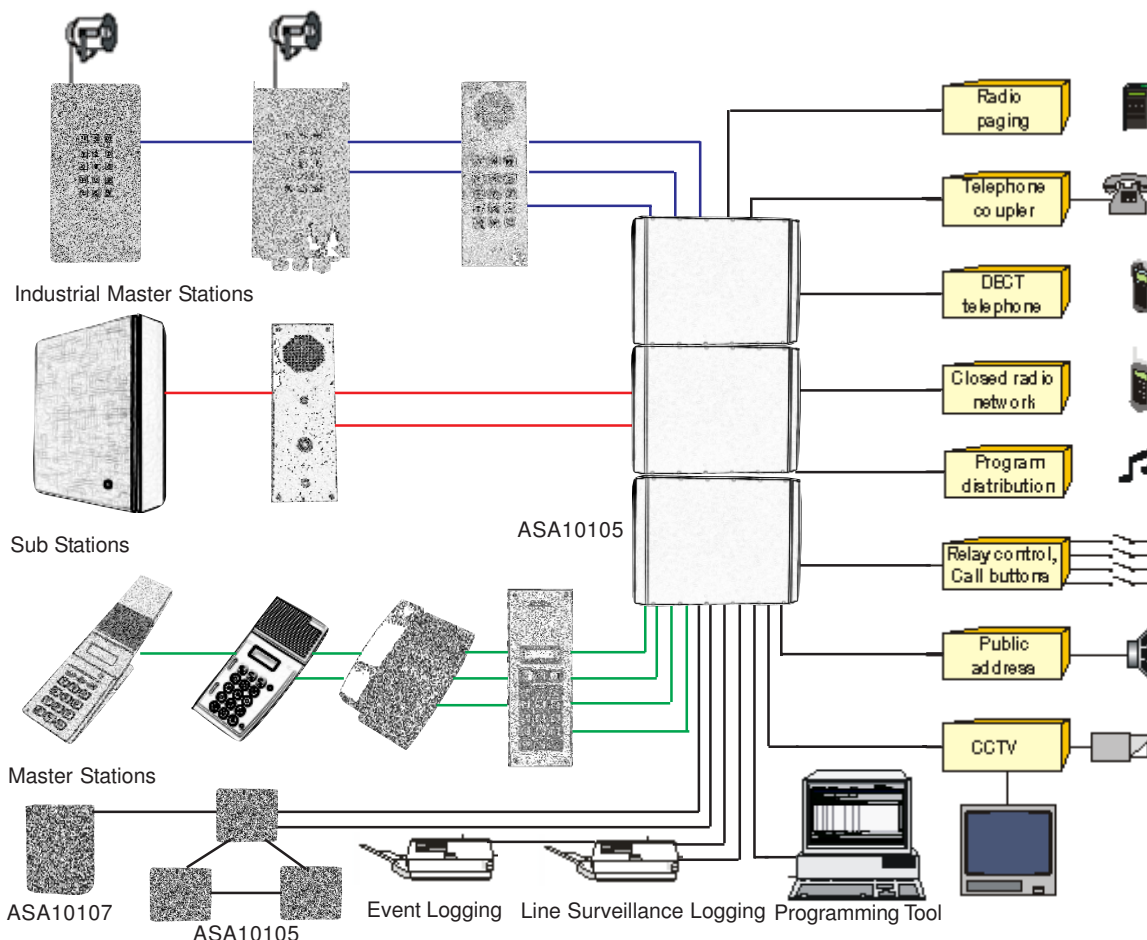 Radio
paging
Telephone
coupler
Industrial Master Stations
DECT
telephone
Closed radio
network
Program
distribution
ASA10105
Sub Stations
Relay control,
Call buttons
Public
address
Master Stations
CCTV
ASA10107
ASA10105
Event Logging
Line Surveillance Logging
Programming Tool